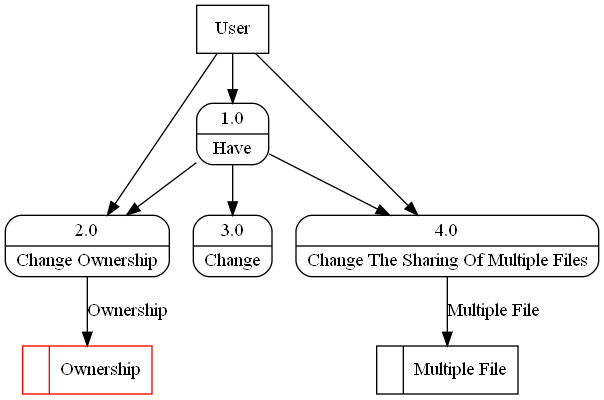 User
1.0
Have
2.0
Change Ownership
3.0
Change
4.0
Change The Sharing Of Multiple Files
Ownership
Multiple File
Ownership
Multiple File